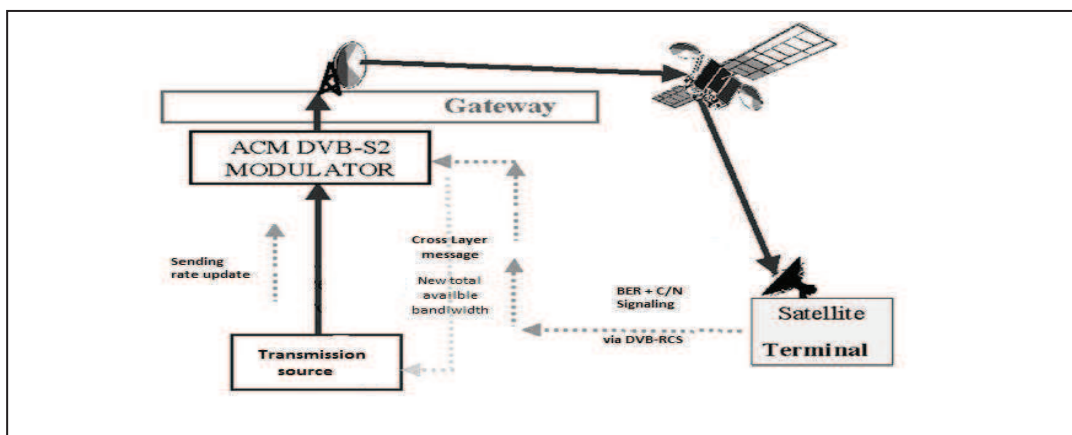 Gateway
ACM DVB-S2
MODULATOR
Sending
rate update
Cross Layer
message
New total
availble
bandwidth
BER + C/N
Signaling
via DVB-RCS
Satellite
Terminal
Transmission
source